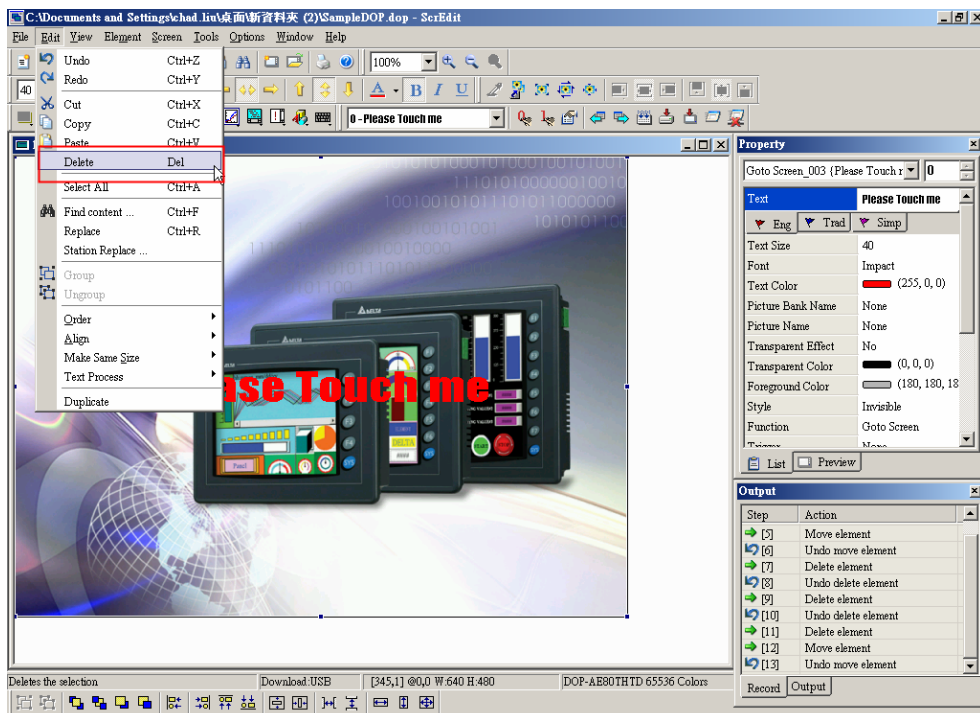 C:\Documents and Settings\chad.liu\桌面\新資料夾 (2)\SampleDOP.dop - ScrEdit
File Edit View Element Screen Tools Options Window Help
100%
40
B I U
0 - Please Touch me
Undo Ctrl+Z
Redo Ctrl+Y
Cut Ctrl+X
Copy Ctrl+C
Paste Ctrl+V
Delete Del
Select All Ctrl+A
Find content ... Ctrl+F
Replace Ctrl+R
Station Replace ...
Group
Ungroup
Order
Align
Make Same Size
Text Process
Duplicate
ase Touch me
DELTA
####
Panel
START
Property
Goto Screen_003 {Please Touch r 0
Text Please Touch me
Eng Trad Simp
Text Size 40
Font Impact
Text Color (255, 0, 0)
Picture Bank Name None
Picture Name None
Transparent Effect No
Transparent Color (0, 0, 0)
Foreground Color (180, 180, 18
Style Invisible
Function Goto Screen
Trigger None
List Preview
Output
Step Action
[5] Move element
[6] Undo move element
[7] Delete element
[8] Undo delete element
[9] Delete element
[10] Undo delete element
[11] Delete element
[12] Move element
[13] Undo move element
Record Output
Deletes the selection Download:USB [345,1] @0,0 W:640 H:480 DOP-AE80THTD 65536 Colors